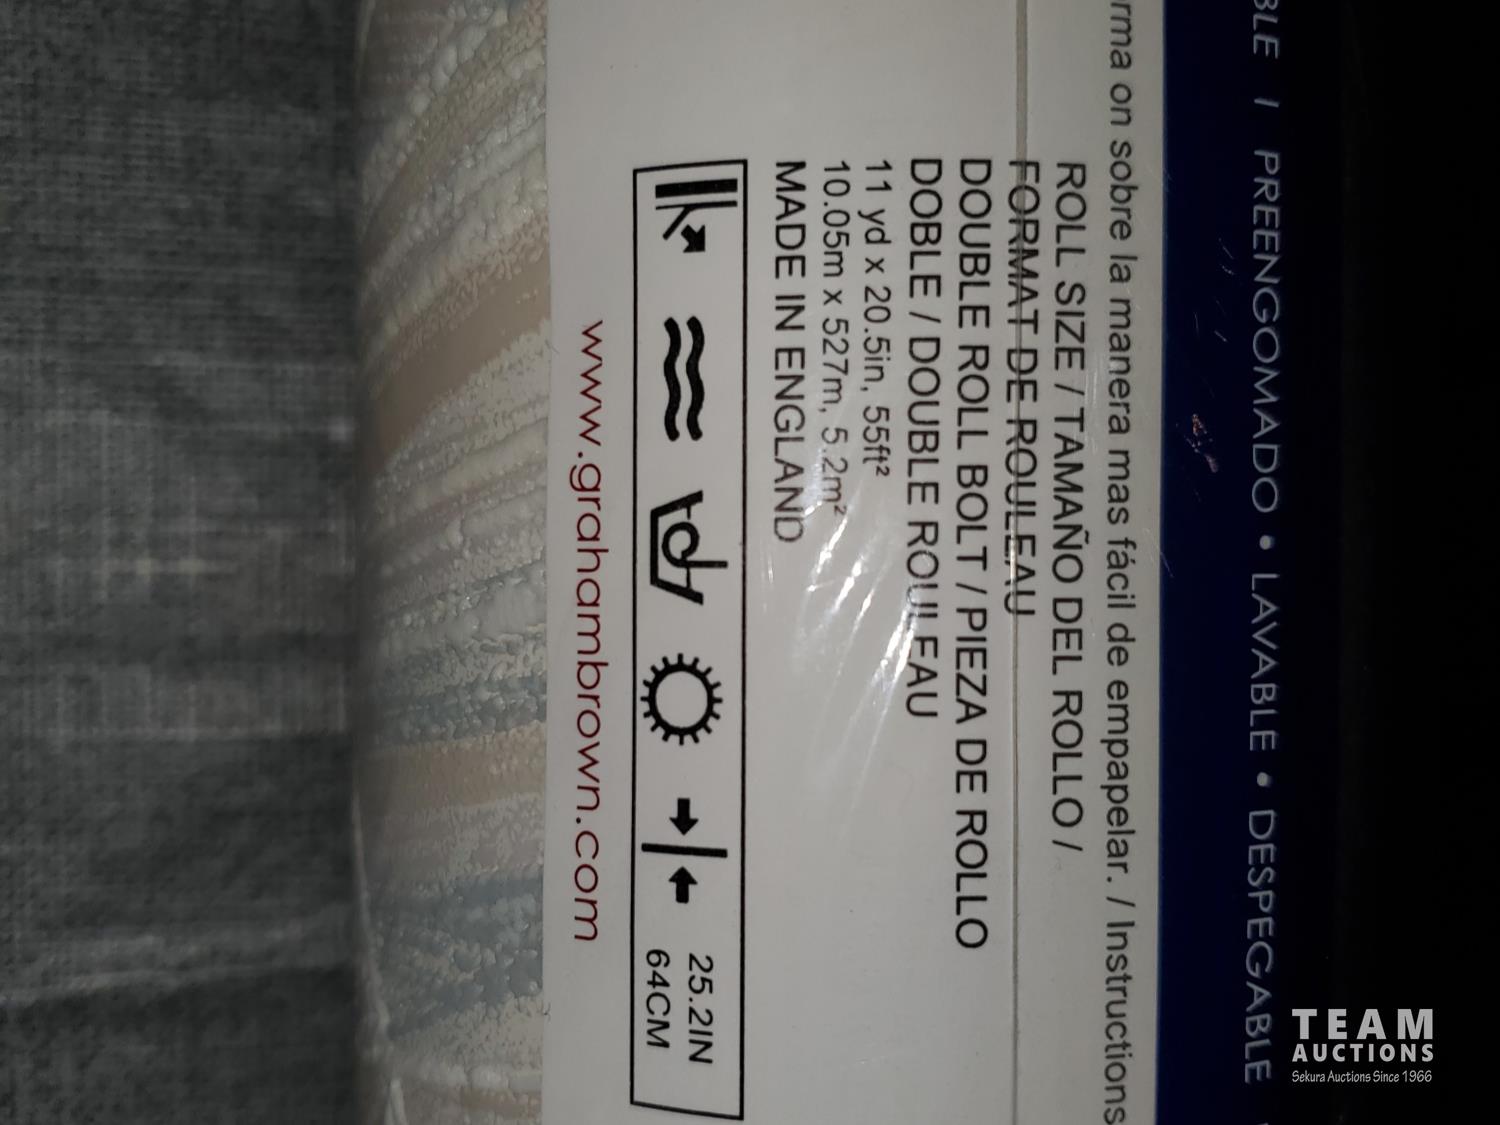 BLE / PREENGOMADO • LAVABLE • DESPEGABLE
rma on sobre la manera mas fácil de empapelar. / Instructions
ROLL SIZE / TAMAÑO DEL ROLLO /
FORMAT DE ROULEAU
DOUBLE ROLL BOLT / PIEZA DE ROLLO
DOBLE / DOUBLE ROULEAU
11 yd x 20.5in, 55ft²
10.05m x 527m, 5.2m²
MADE IN ENGLAND
25.2IN
64CM
www.grahambrown.com
TEAM
AUCTIONS
Sekura Auctions Since 1966